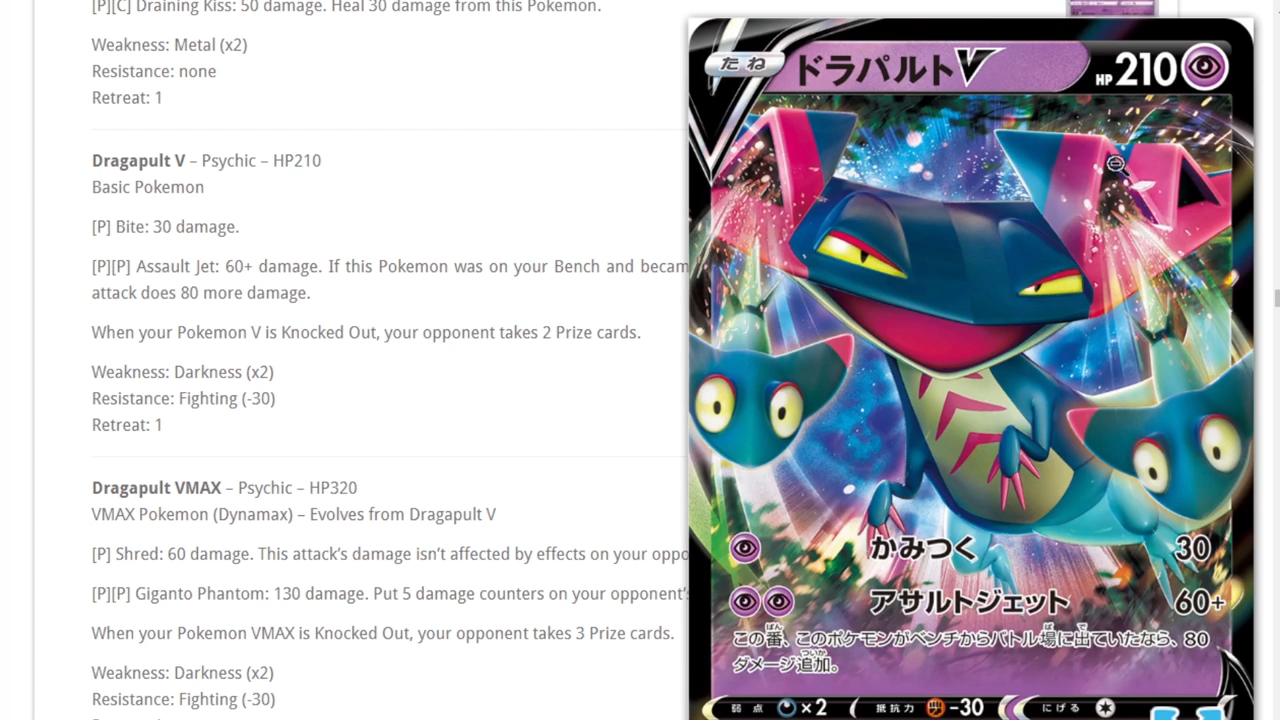 [P][C] Draining Kiss: 50 damage. Heal 30 damage from this Pokemon.
Weakness: Metal (x2)
Resistance: none
Retreat: 1
Dragapult V – Psychic – HP210
Basic Pokemon
[P] Bite: 30 damage.
[P][P] Assault Jet: 60+ damage. If this Pokemon was on your Bench and becam
attack does 80 more damage.
When your Pokemon V is Knocked Out, your opponent takes 2 Prize cards.
Weakness: Darkness (x2)
Resistance: Fighting (-30)
Retreat: 1
Dragapult VMAX – Psychic – HP320
VMAX Pokemon (Dynamax) – Evolves from Dragapult V
[P] Shred: 60 damage. This attack’s damage isn’t affected by effects on your oppo
[P][P] Giganto Phantom: 130 damage. Put 5 damage counters on your opponent’s
When your Pokemon VMAX is Knocked Out, your opponent takes 3 Prize cards.
Weakness: Darkness (x2)
Resistance: Fighting (-30)
たね ドラパルトV HP 210
かみつく 30
アサルトジェット 60+
この番、このポケモンがベンチからバトル場に出ていたなら、80
ダメージ追加。
弱点 ×2 抵抗力 -30 にげる